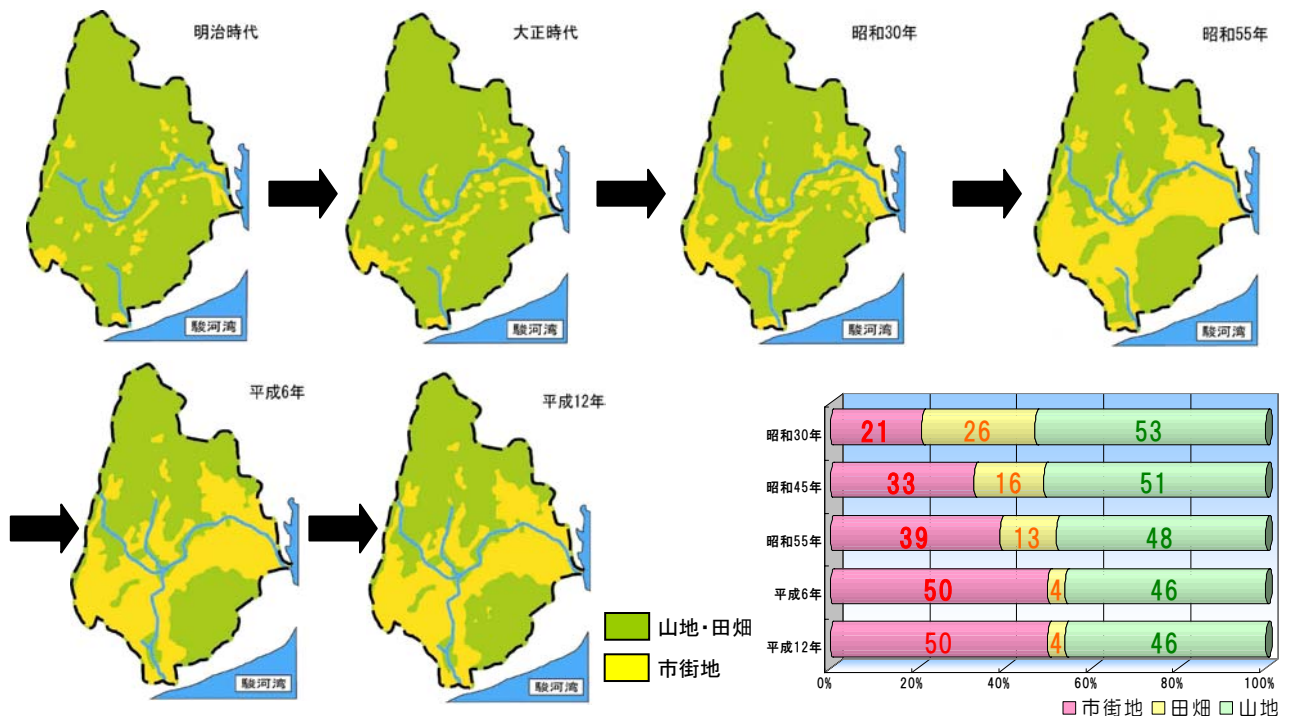 明治時代
大正時代
昭和30年
昭和55年
駿河湾
駿河湾
駿河湾
駿河湾
平成6年
平成12年
駿河湾
駿河湾
山地・田畑
市街地
昭和30年 21 26 53
昭和45年 33 16 51
昭和55年 39 13 48
平成6年 50 4 46
平成12年 50 4 46
0% 20% 40% 60% 80% 100%
市街地 田畑 山地